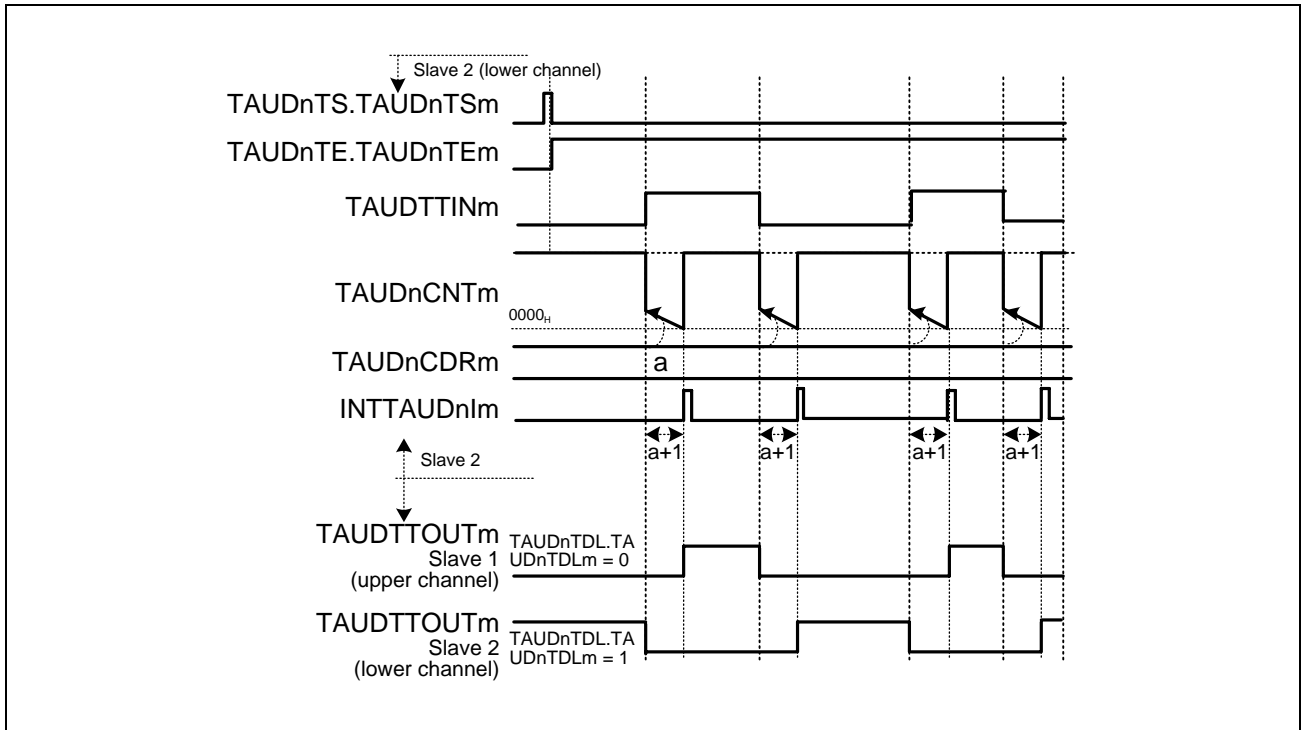 Slave 2 (lower channel)
TAUDnTS.TAUDnTSm
TAUDnTE.TAUDnTEm
TAUDTTINm
TAUDnCNTm
0000H
TAUDnCDRm
a
INTTAUDnIm
a+1 a+1 a+1 a+1
Slave 2
TAUDTTOUTm
Slave 1
(upper channel)
TAUDnTDL.TA
UDnTDLm = 0
TAUDTTOUTm
Slave 2
(lower channel)
TAUDnTDL.TA
UDnTDLm = 1